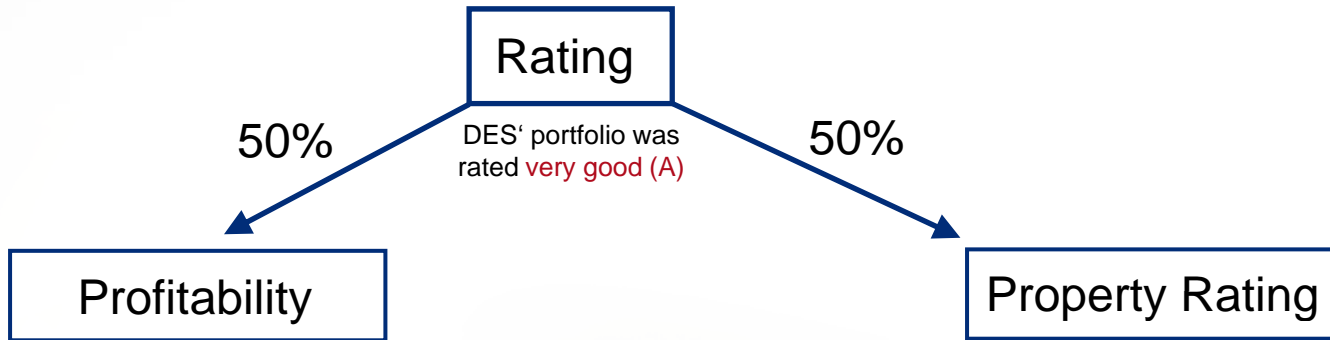 Rating
50%
DES‘ portfolio was
rated very good (A)
50%
Profitability
Property Rating